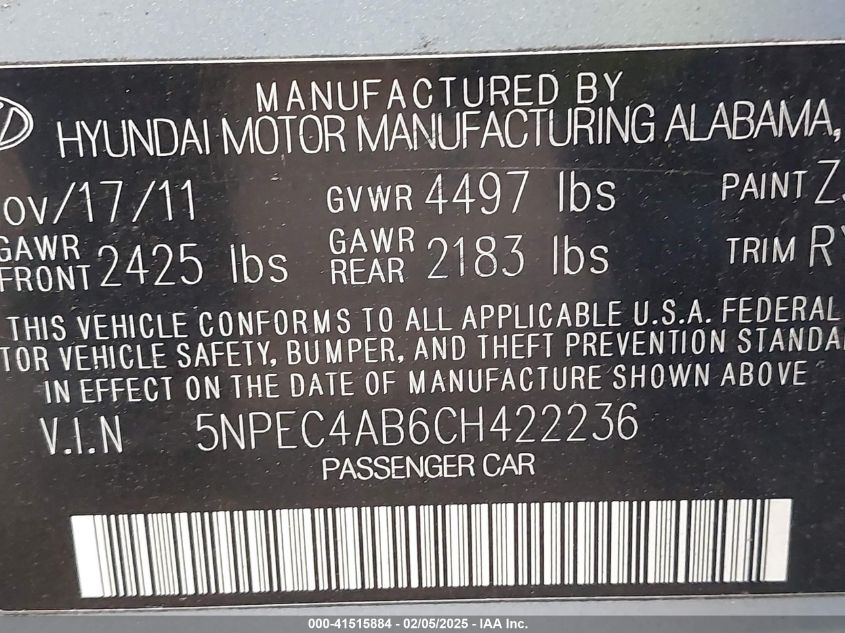 MANUFACTURED BY
HYUNDAI MOTOR MANUFACTURING ALABAMA,
ov/17/11 GVWR 4497 lbs PAINT
GAWR FRONT 2425 lbs GAWR REAR 2183 lbs TRIM
THIS VEHICLE CONFORMS TO ALL APPLICABLE U.S.A. FEDERAL
TOR VEHICLE SAFETY, BUMPER, AND THEFT PREVENTION STANDA
IN EFFECT ON THE DATE OF MANUFACTURE SHOWN ABOVE
V.I.N 5NPEC4AB6CH422236
PASSENGER CAR
000-41515884 - 02/05/2025 - IAA Inc.